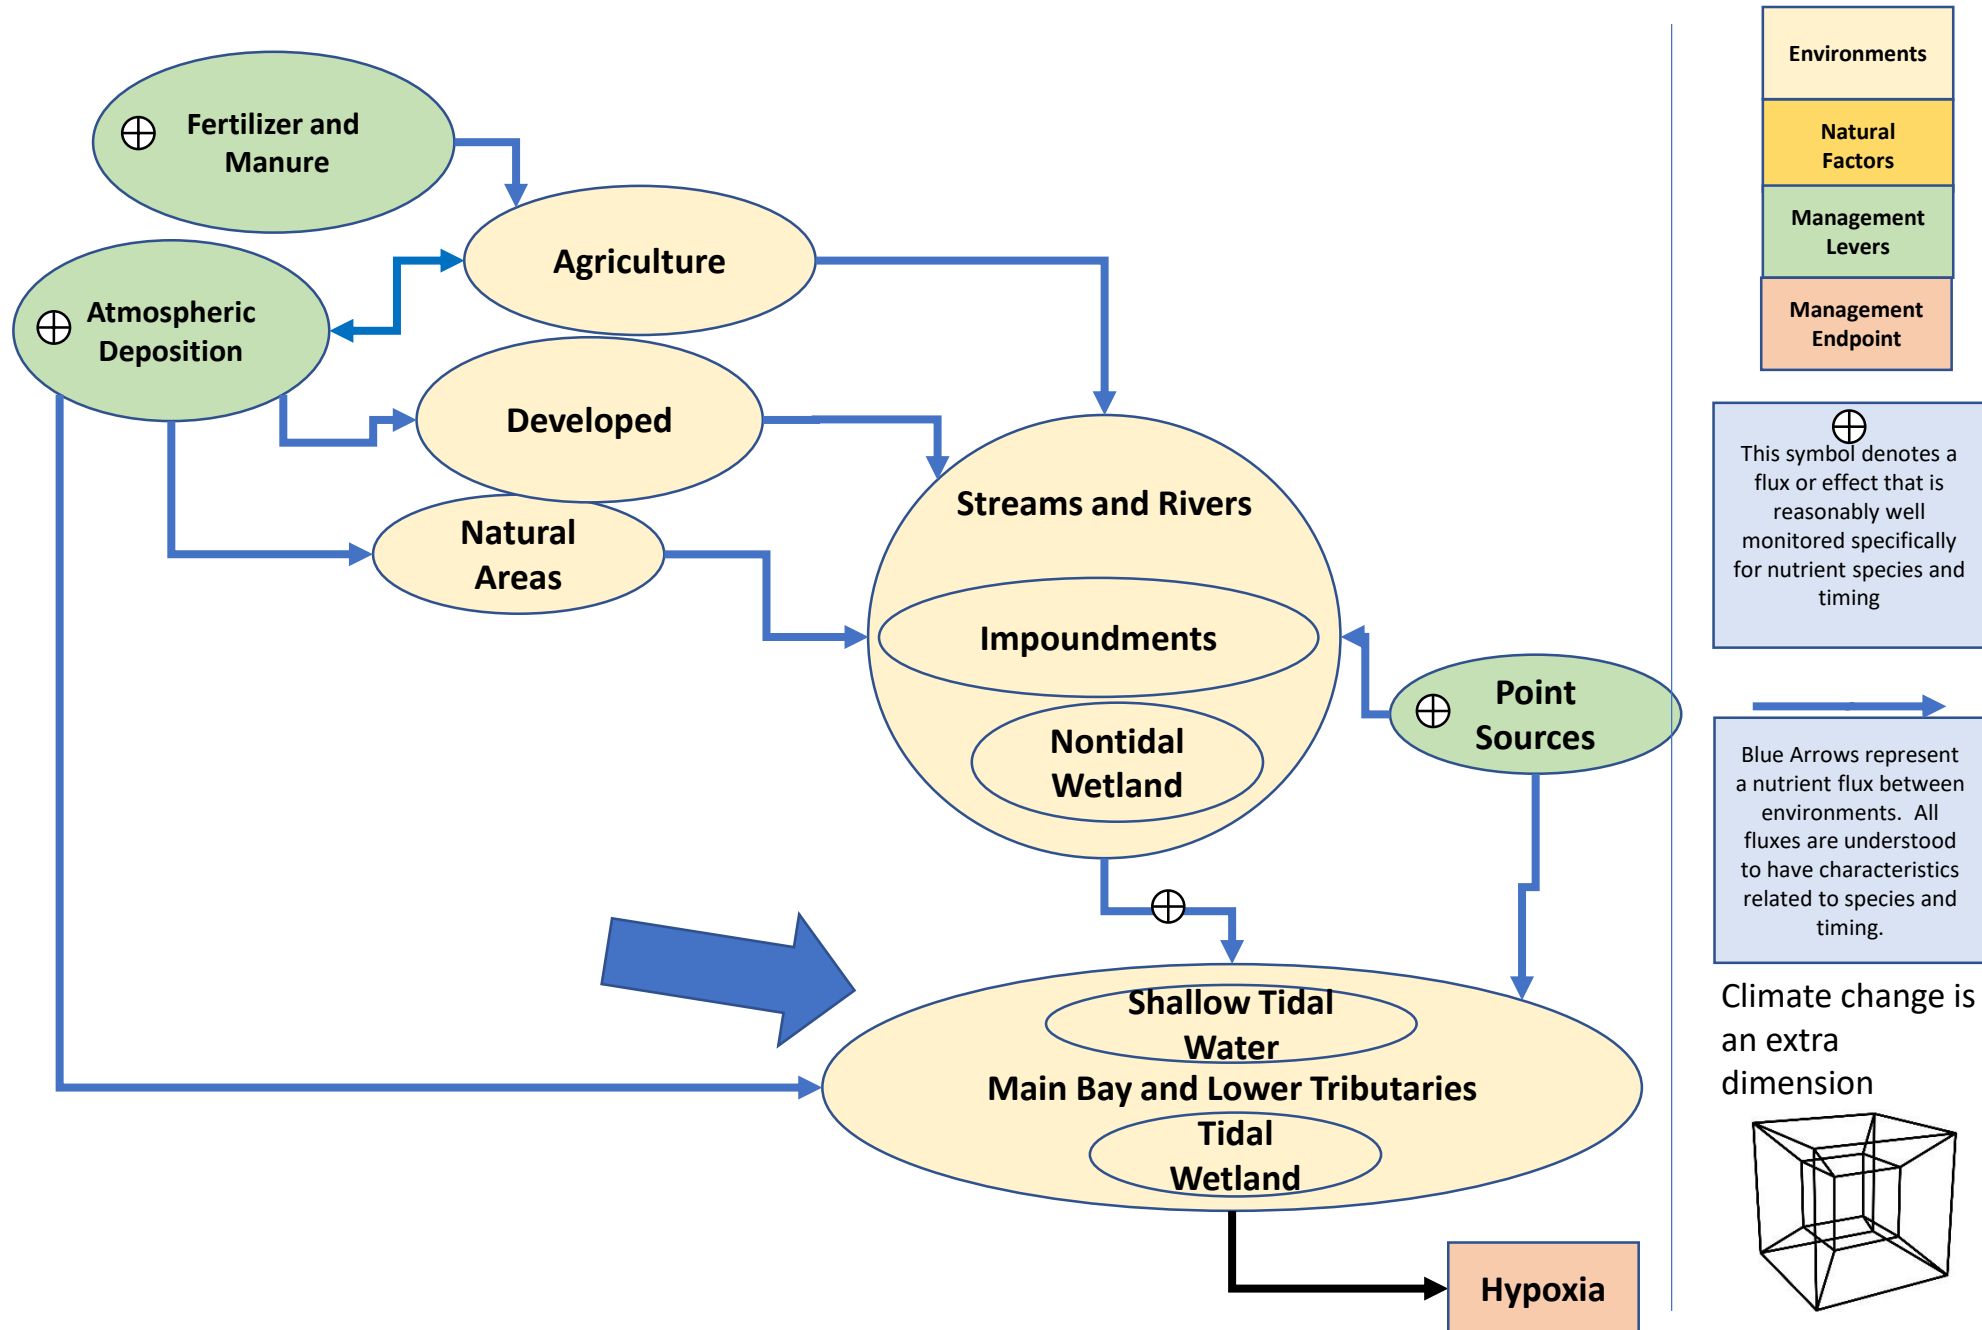 Fertilizer and
Manure
Atmospheric
Deposition
Agriculture
Developed
Natural
Areas
Streams and Rivers
Impoundments
Nontidal
Wetland
Point
Sources
Shallow Tidal
Water
Main Bay and Lower Tributaries
Tidal
Wetland
Hypoxia
Environments
Natural
Factors
Management
Levers
Management
Endpoint
This symbol denotes a
flux or effect that is
reasonably well
monitored specifically
for nutrient species and
timing
Blue Arrows represent
a nutrient flux between
environments.  All
fluxes are understood
to have characteristics
related to species and
timing.
Climate change is
an extra
dimension